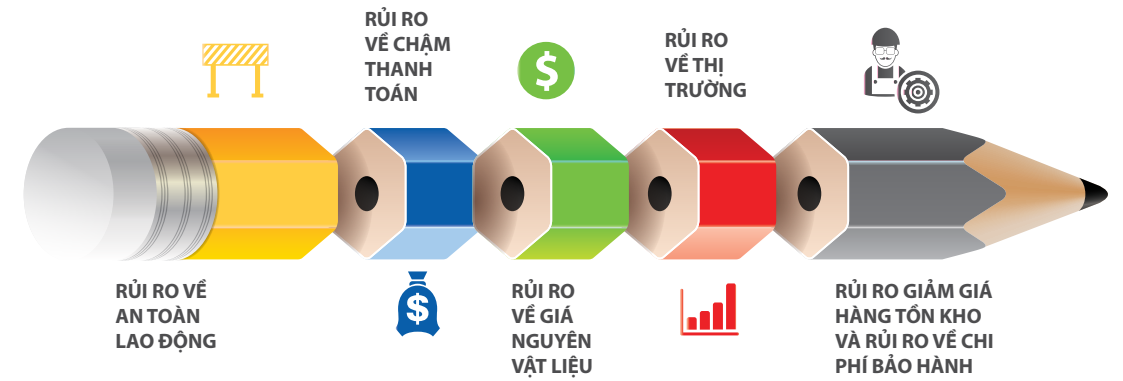 RỦI RO VỀ
AN TOÀN
LAO ĐỘNG
RỦI RO
VỀ CHẬM
THANH
TOÁN
$
RỦI RO
VỀ GIÁ
NGUYÊN
VẬT LIỆU
$
RỦI RO
VỀ THỊ
TRƯỜNG
RỦI RO GIẢM GIÁ
HÀNG TỒN KHO
VÀ RỦI RO VỀ CHI
PHÍ BẢO HÀNH